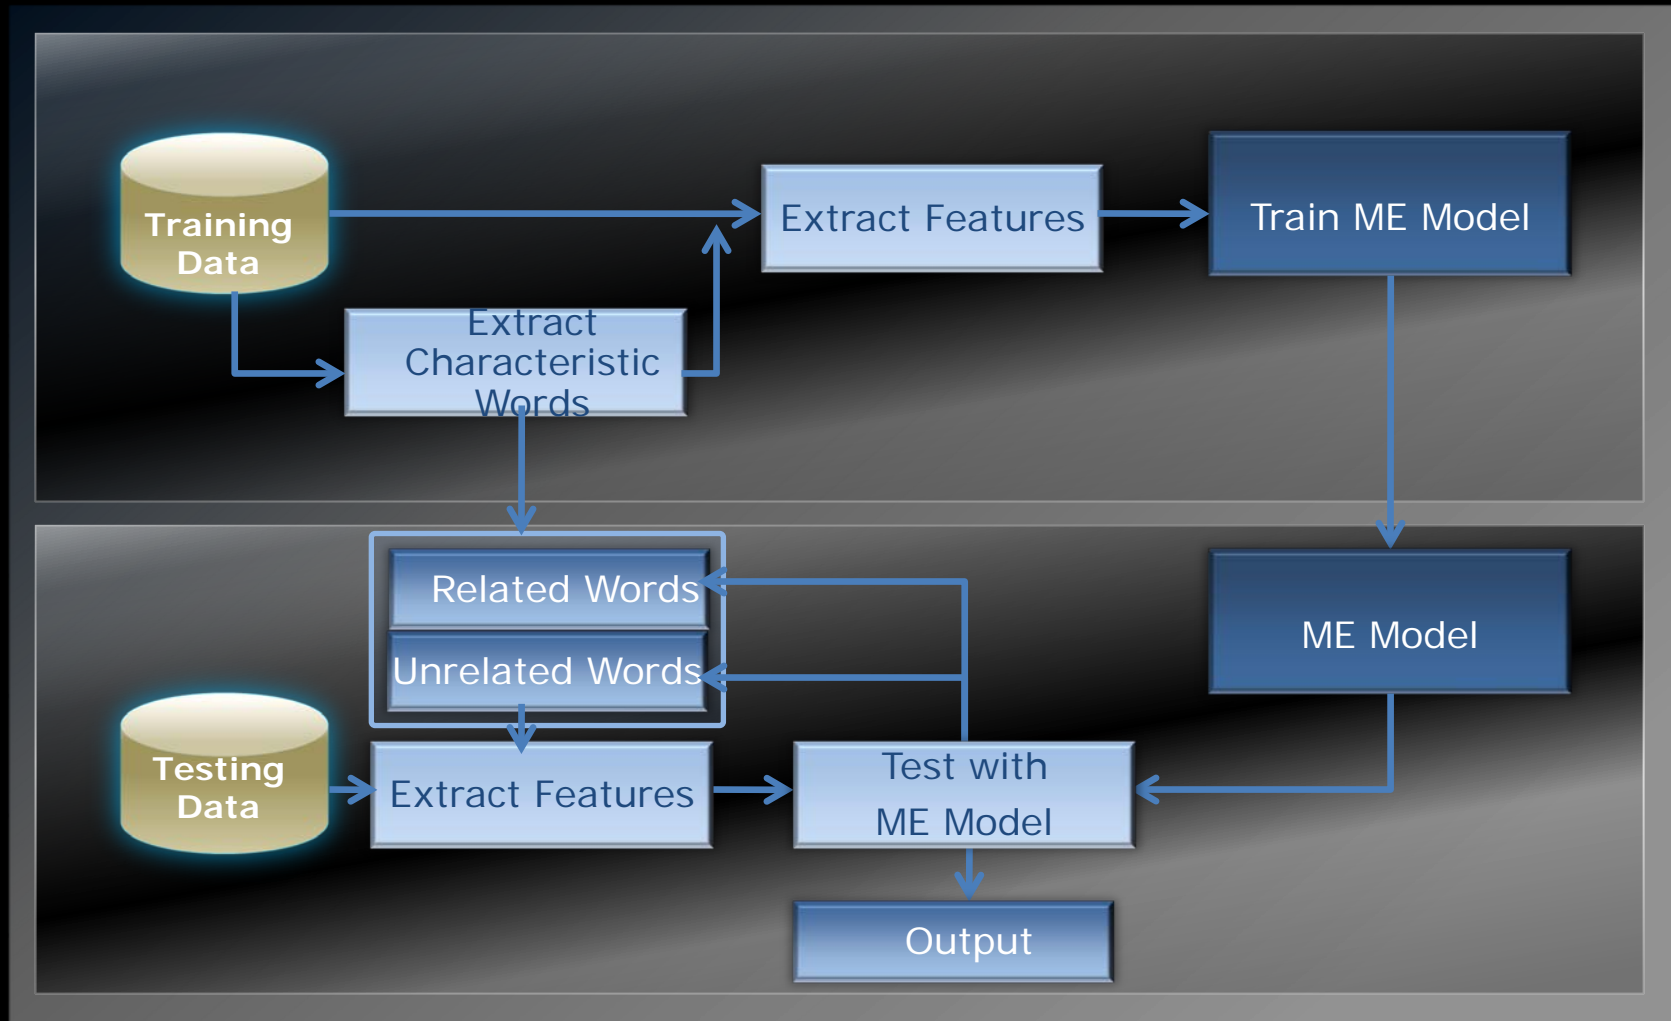 Training
Data
Extract Features
Train ME Model
Extract
Characteristic
Words
Related Words
Unrelated Words
ME Model
Testing
Data
Extract Features
Test with
ME Model
Output